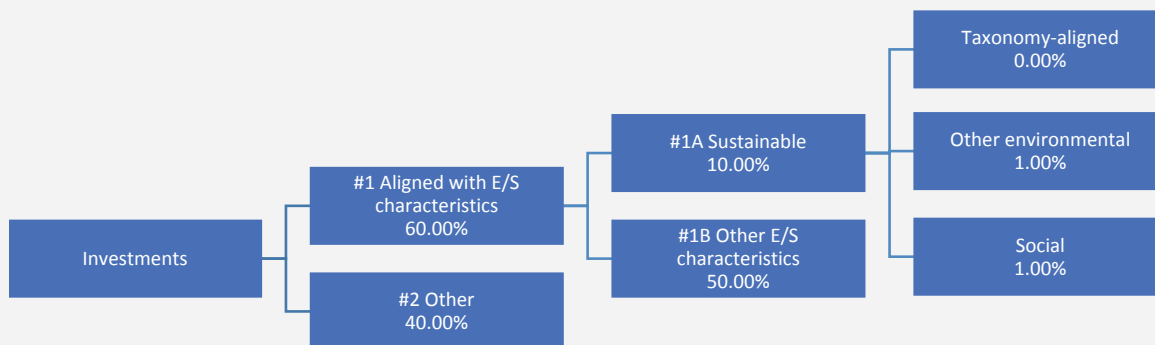 Investments
#1 Aligned with E/S
characteristics
60.00%
#2 Other
40.00%
#1A Sustainable
10.00%
#1B Other E/S
characteristics
50.00%
Taxonomy-aligned
0.00%
Other environmental
1.00%
Social
1.00%